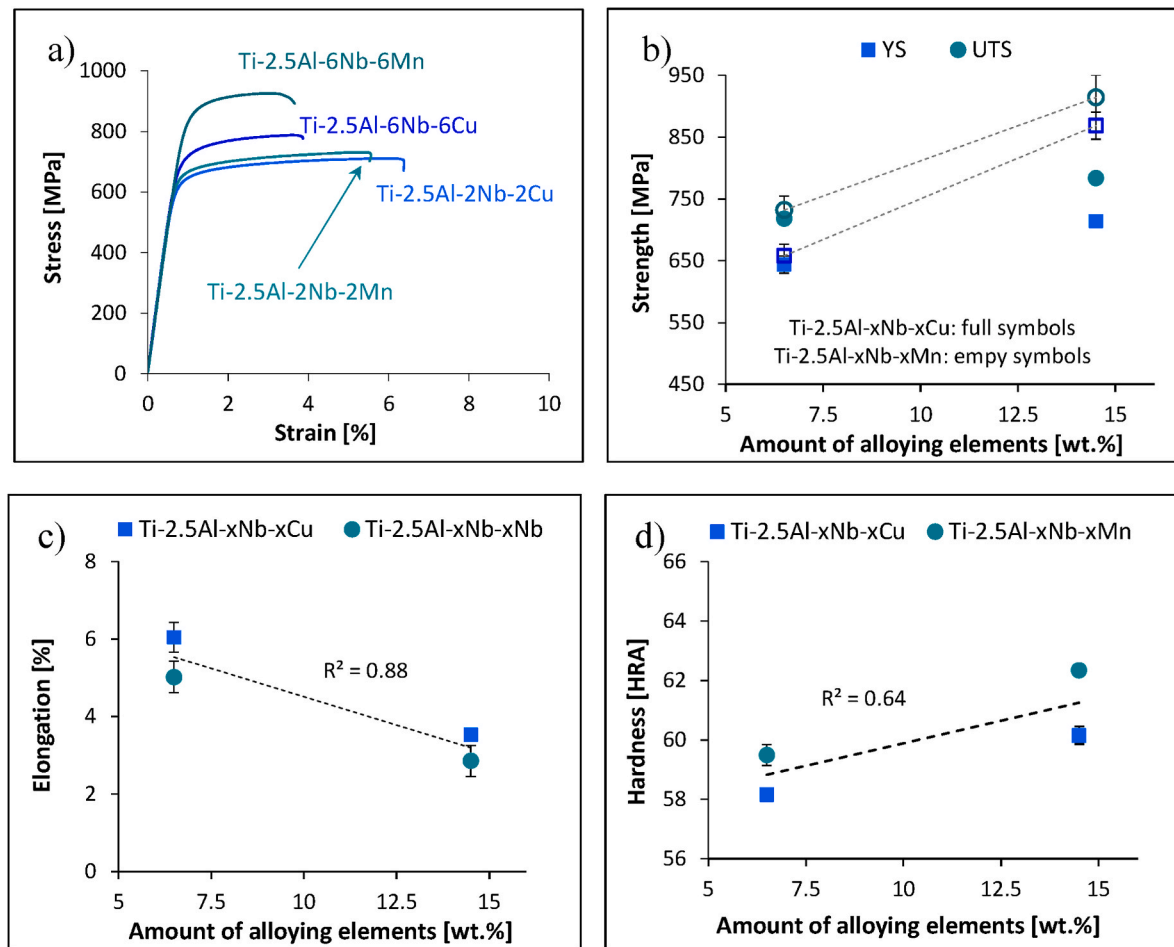 a)
Ti-2.5Al-6Nb-6Mn
Ti-2.5Al-6Nb-6Cu
Ti-2.5Al-2Nb-2Cu
Ti-2.5Al-2Nb-2Mn
Stress [MPa]
1000
800
600
400
200
0
0 2 4 6 8 10
Strain [%]
b)
YS UTS
Strength [MPa]
950
850
750
650
550
450
Ti-2.5Al-xNb-xCu: full symbols
Ti-2.5Al-xNb-xMn: empy symbols
5 7.5 10 12.5 15
Amount of alloying elements [wt.%]
c)
Ti-2.5Al-xNb-xCu Ti-2.5Al-xNb-xNb
Elongation [%]
8
6
4
2
0
R² = 0.88
5 7.5 10 12.5 15
Amount of alloying elements [wt.%]
d)
Ti-2.5Al-xNb-xCu Ti-2.5Al-xNb-xMn
Hardness [HRA]
66
64
62
60
58
56
R² = 0.64
5 7.5 10 12.5 15
Amount of alloying elements [wt.%]